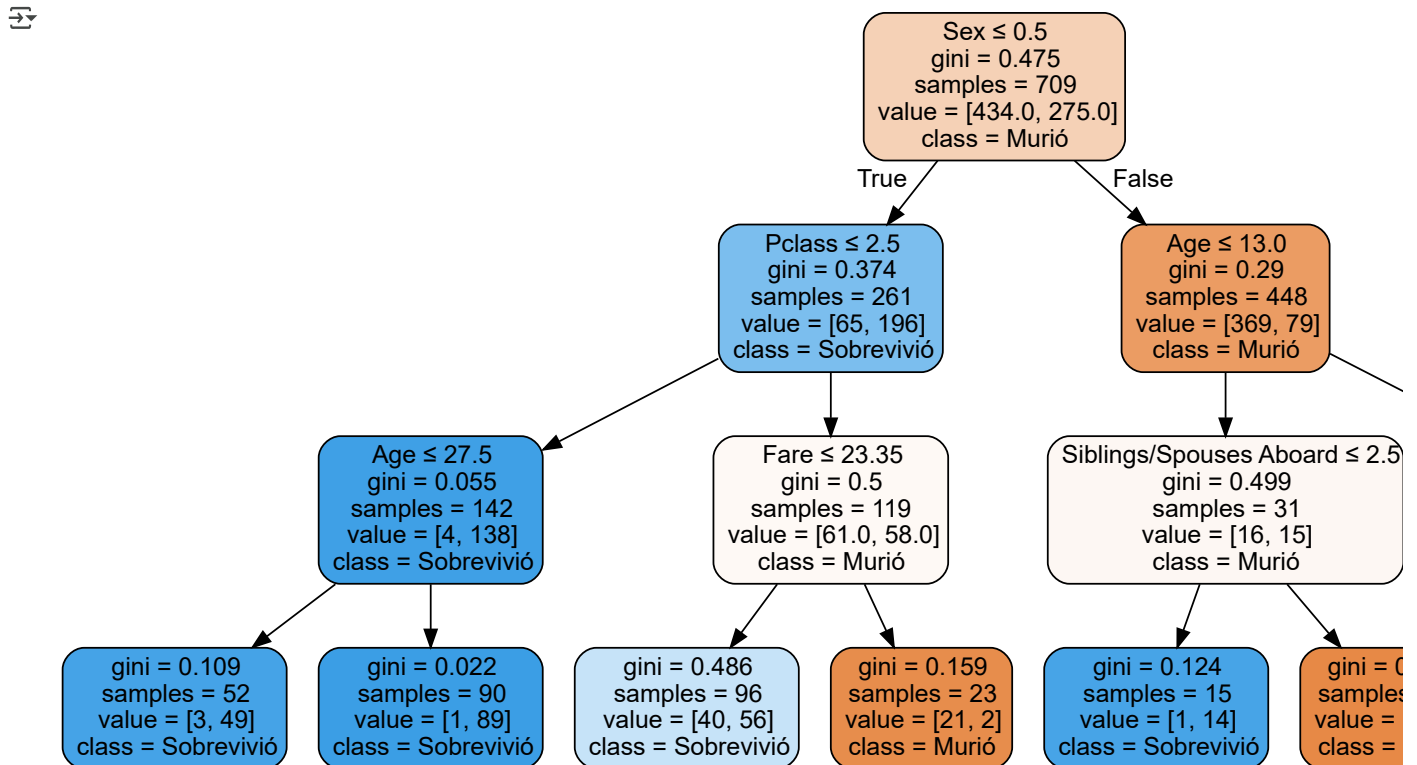 Sex ≤ 0.5
gini = 0.475
samples = 709
value = [434.0, 275.0]
class = Murió
True
False
Pclass ≤ 2.5
gini = 0.374
samples = 261
value = [65, 196]
class = Sobrevivió
Age ≤ 13.0
gini = 0.29
samples = 448
value = [369, 79]
class = Murió
Age ≤ 27.5
gini = 0.055
samples = 142
value = [4, 138]
class = Sobrevivió
Fare ≤ 23.35
gini = 0.5
samples = 119
value = [61.0, 58.0]
class = Murió
Siblings/Spouses Aboard ≤ 2.5
gini = 0.499
samples = 31
value = [16, 15]
class = Murió
gini = 0.109
samples = 52
value = [3, 49]
class = Sobrevivió
gini = 0.022
samples = 90
value = [1, 89]
class = Sobrevivió
gini = 0.486
samples = 96
value = [40, 56]
class = Sobrevivió
gini = 0.159
samples = 23
value = [21, 2]
class = Murió
gini = 0.124
samples = 15
value = [1, 14]
class = Sobrevivió
gini =
samples
value =
class =